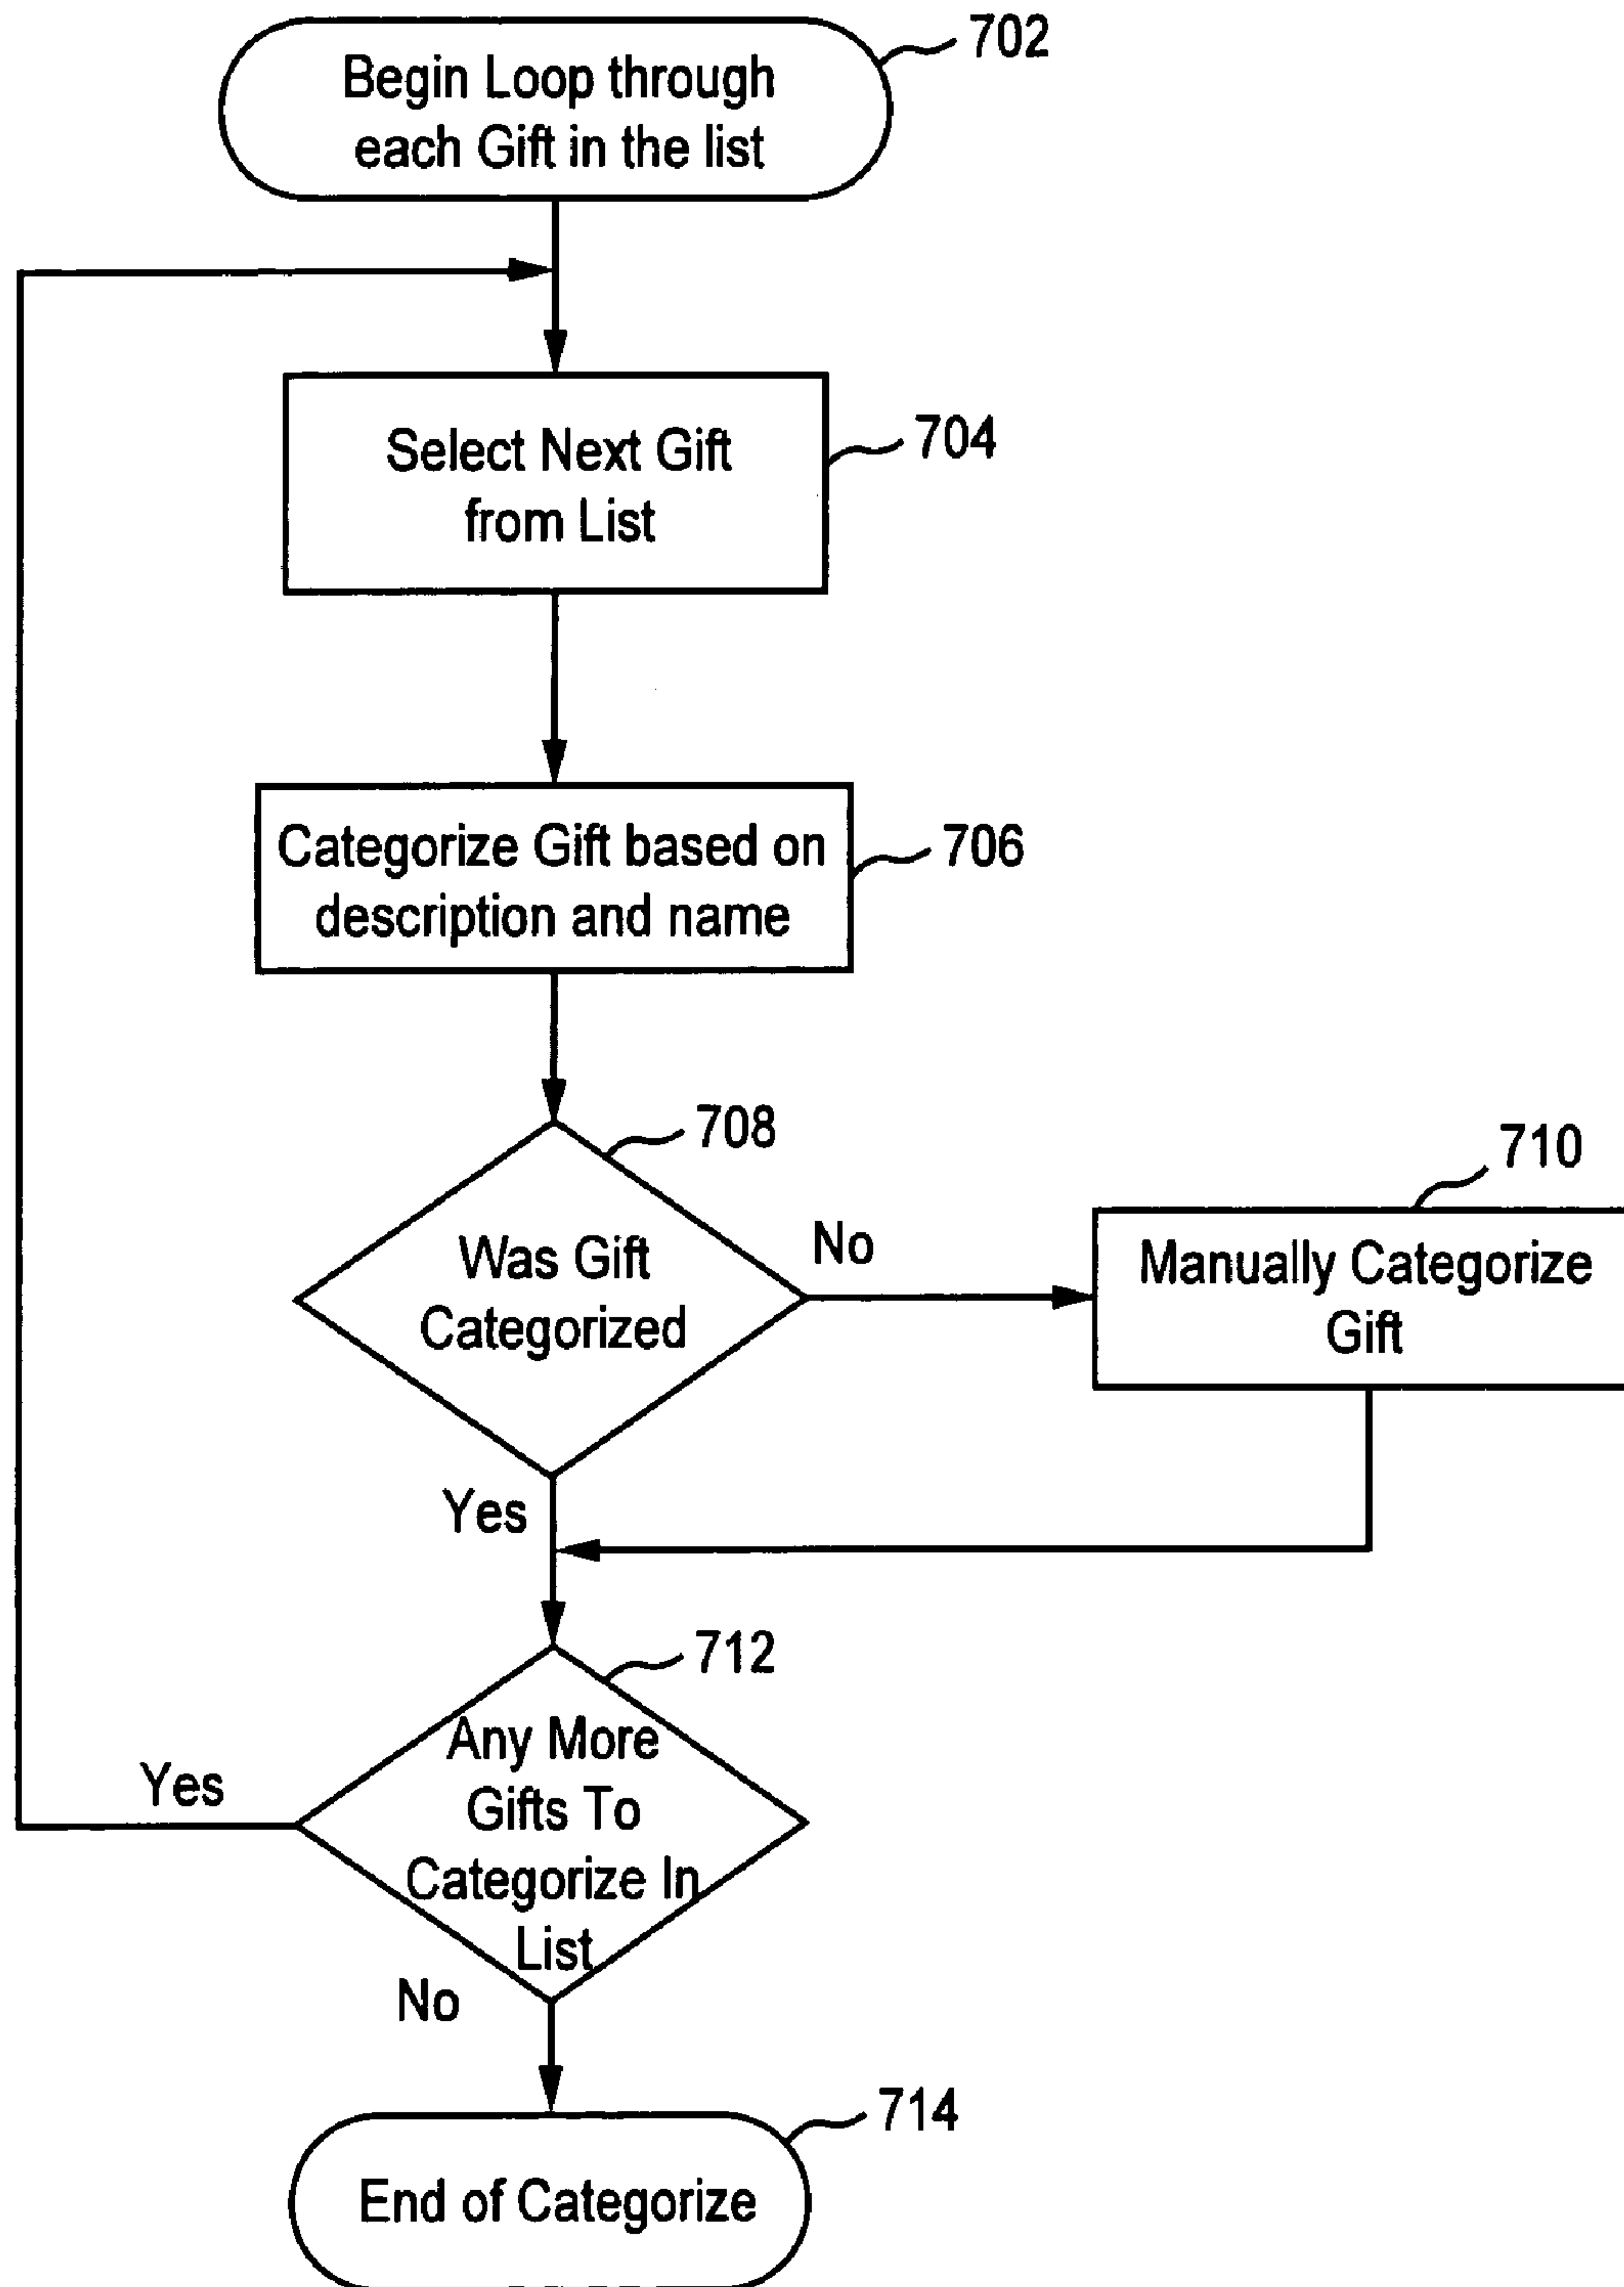 702
Begin Loop through
each Gift in the list
704
Select Next Gift
from List
706
Categorize Gift based on
description and name
708
Was Gift
Categorized
No
710
Manually Categorize
Gift
Yes
712
Any More
Gifts To
Categorize In
List
Yes
No
714
End of Categorize